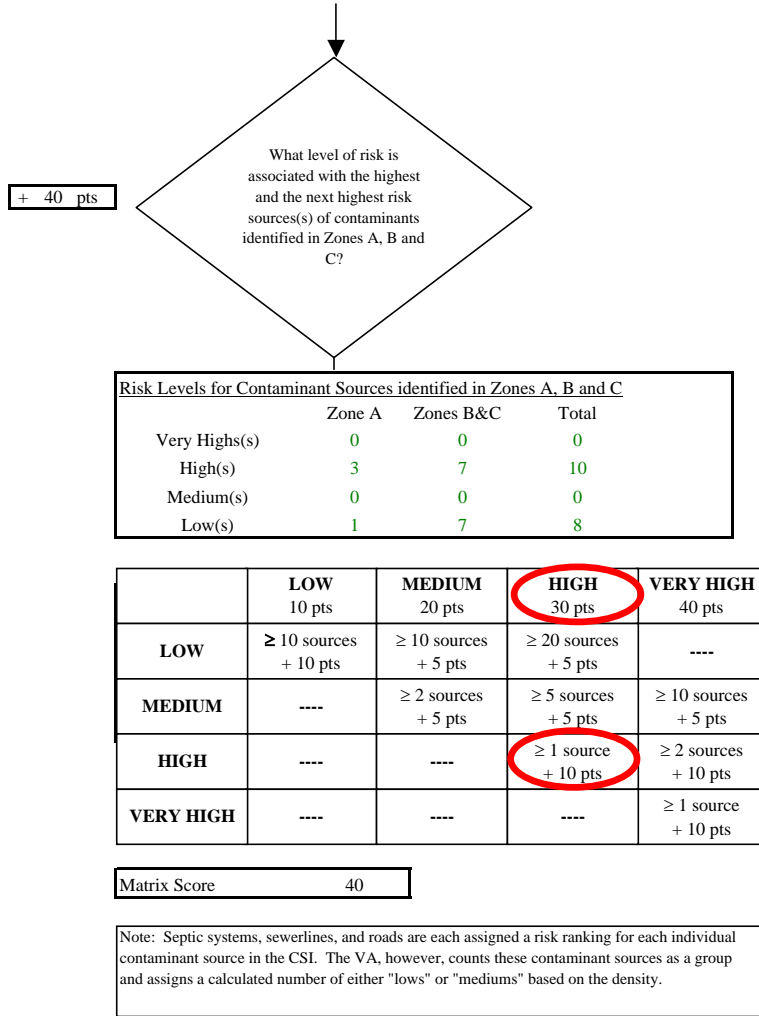 What level of risk is
associated with the highest
and the next highest risk
sources(s) of contaminants
identified in Zones A, B and
C?
+ 40 pts
Risk Levels for Contaminant Sources identified in Zones A, B and C
Zone A Zones B&C Total
Very Highs(s) 0 0 0
High(s) 3 7 10
Medium(s) 0 0 0
Low(s) 1 7 8
LOW MEDIUM HIGH VERY HIGH
10 pts 20 pts 30 pts 40 pts
LOW ≥ 10 sources ≥ 10 sources ≥ 20 sources ----
+ 10 pts + 5 pts + 5 pts
MEDIUM ---- ≥ 2 sources ≥ 5 sources ≥ 10 sources
+ 5 pts + 5 pts + 5 pts
HIGH ---- ---- ≥ 1 source ≥ 2 sources
+ 10 pts + 10 pts
VERY HIGH ---- ---- ---- ≥ 1 source
+ 10 pts
Matrix Score 40
Note: Septic systems, sewerlines, and roads are each assigned a risk ranking for each individual
contaminant source in the CSI. The VA, however, counts these contaminant sources as a group
and assigns a calculated number of either "lows" or "mediums" based on the density.